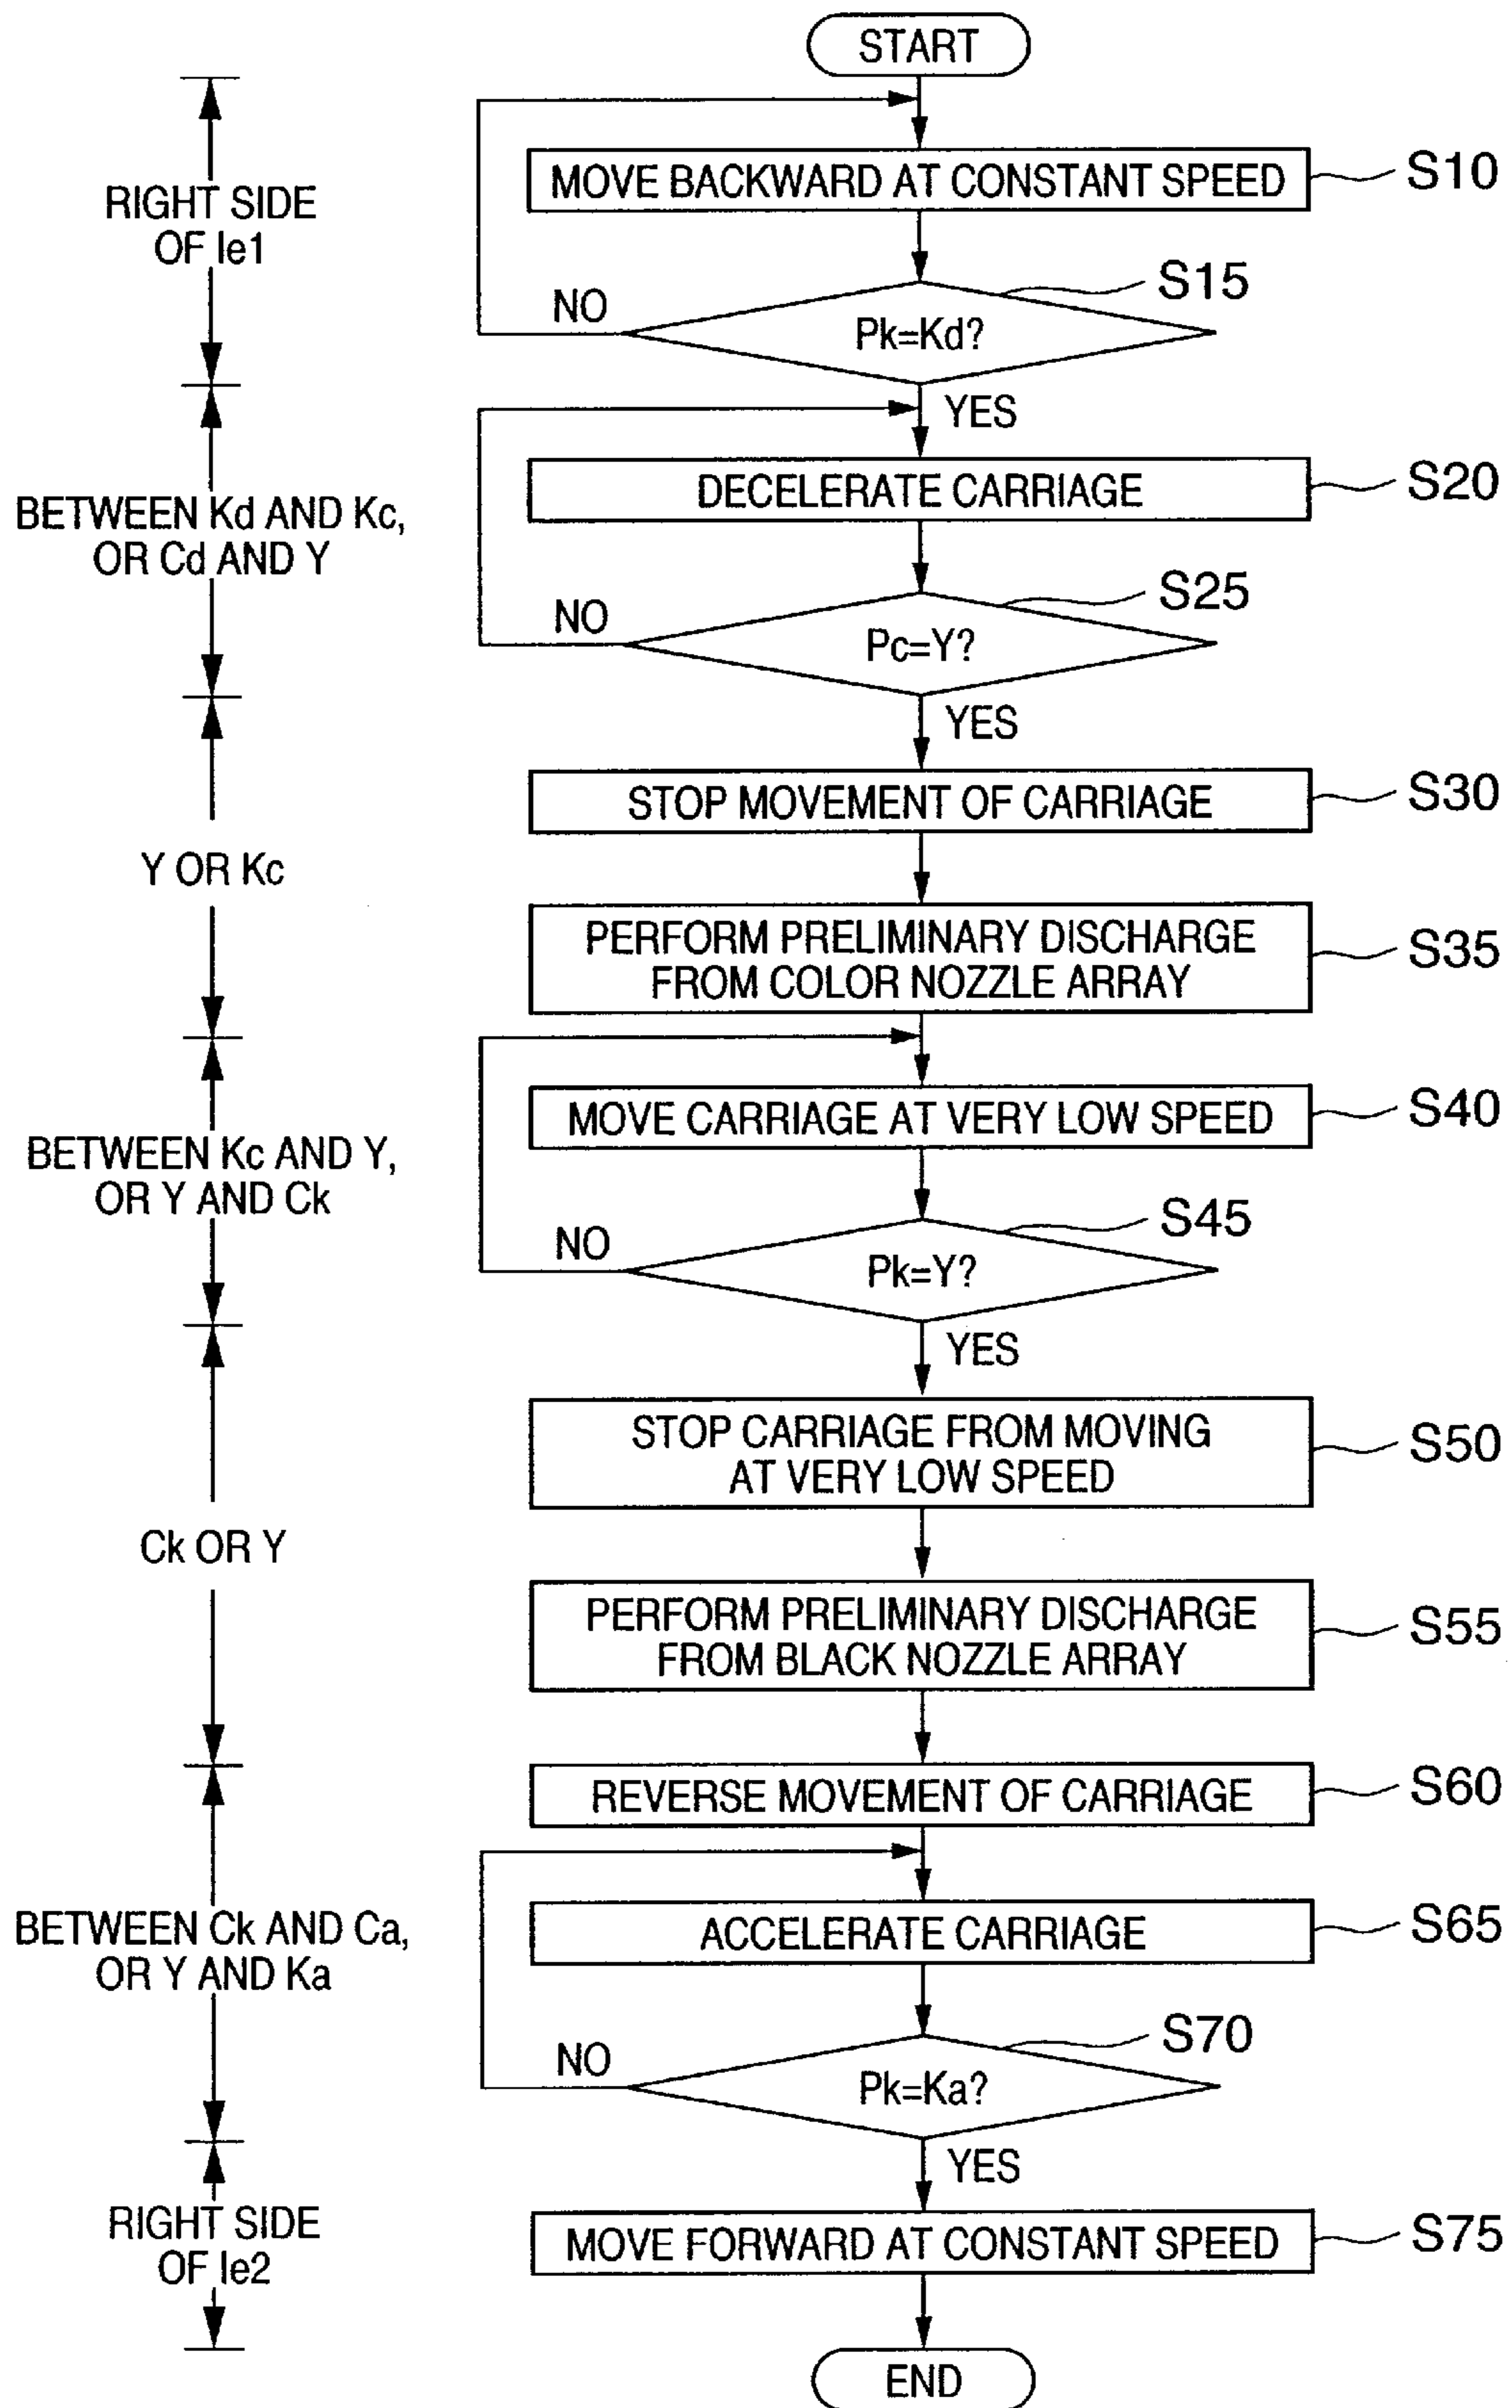 START
MOVE BACKWARD AT CONSTANT SPEED
S10
RIGHT SIDE
OF Ie1
S15
NO
Pk=Kd?
YES
DECELERATE CARRIAGE
S20
BETWEEN Kd AND Kc,
OR Cd AND Y
S25
NO
Pc=Y?
YES
STOP MOVEMENT OF CARRIAGE
S30
Y OR Kc
PERFORM PRELIMINARY DISCHARGE
FROM COLOR NOZZLE ARRAY
S35
MOVE CARRIAGE AT VERY LOW SPEED
S40
BETWEEN Kc AND Y,
OR Y AND Ck
S45
NO
Pk=Y?
YES
STOP CARRIAGE FROM MOVING
AT VERY LOW SPEED
S50
Ck OR Y
PERFORM PRELIMINARY DISCHARGE
FROM BLACK NOZZLE ARRAY
S55
REVERSE MOVEMENT OF CARRIAGE
S60
ACCELERATE CARRIAGE
S65
BETWEEN Ck AND Ca,
OR Y AND Ka
S70
NO
Pk=Ka?
YES
RIGHT SIDE
OF Ie2
MOVE FORWARD AT CONSTANT SPEED
S75
END